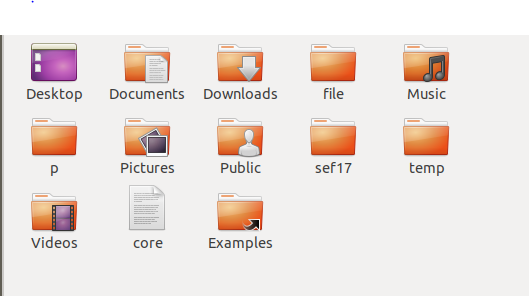 Desktop Documents Downloads file Music
p Pictures Public sef17 temp
Videos core Examples